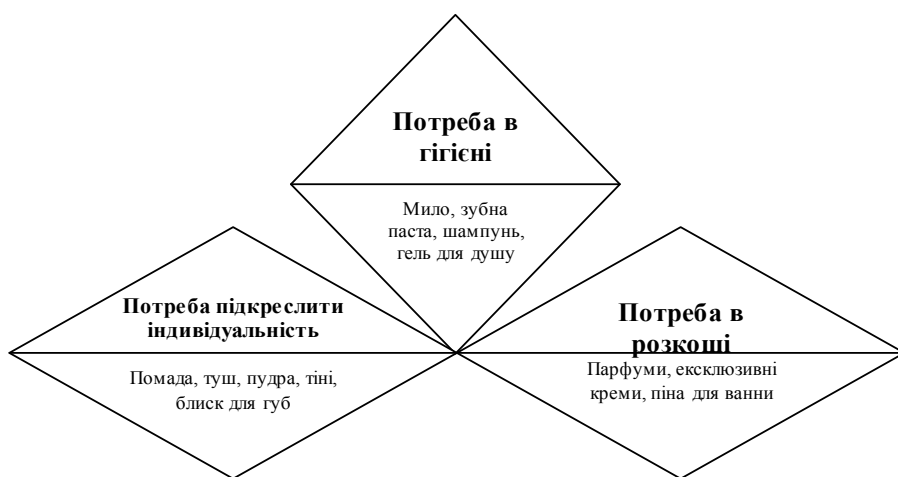 Потреба в
гігієні
Мило, зубна
паста, шампунь,
гель для душу
Потреба підкреслити
індивідуальність
Помада, туш, пудра, тіні,
блиск для губ
Потреба в
розкоші
Парфуми, ексклюзивні
креми, піна для ванни